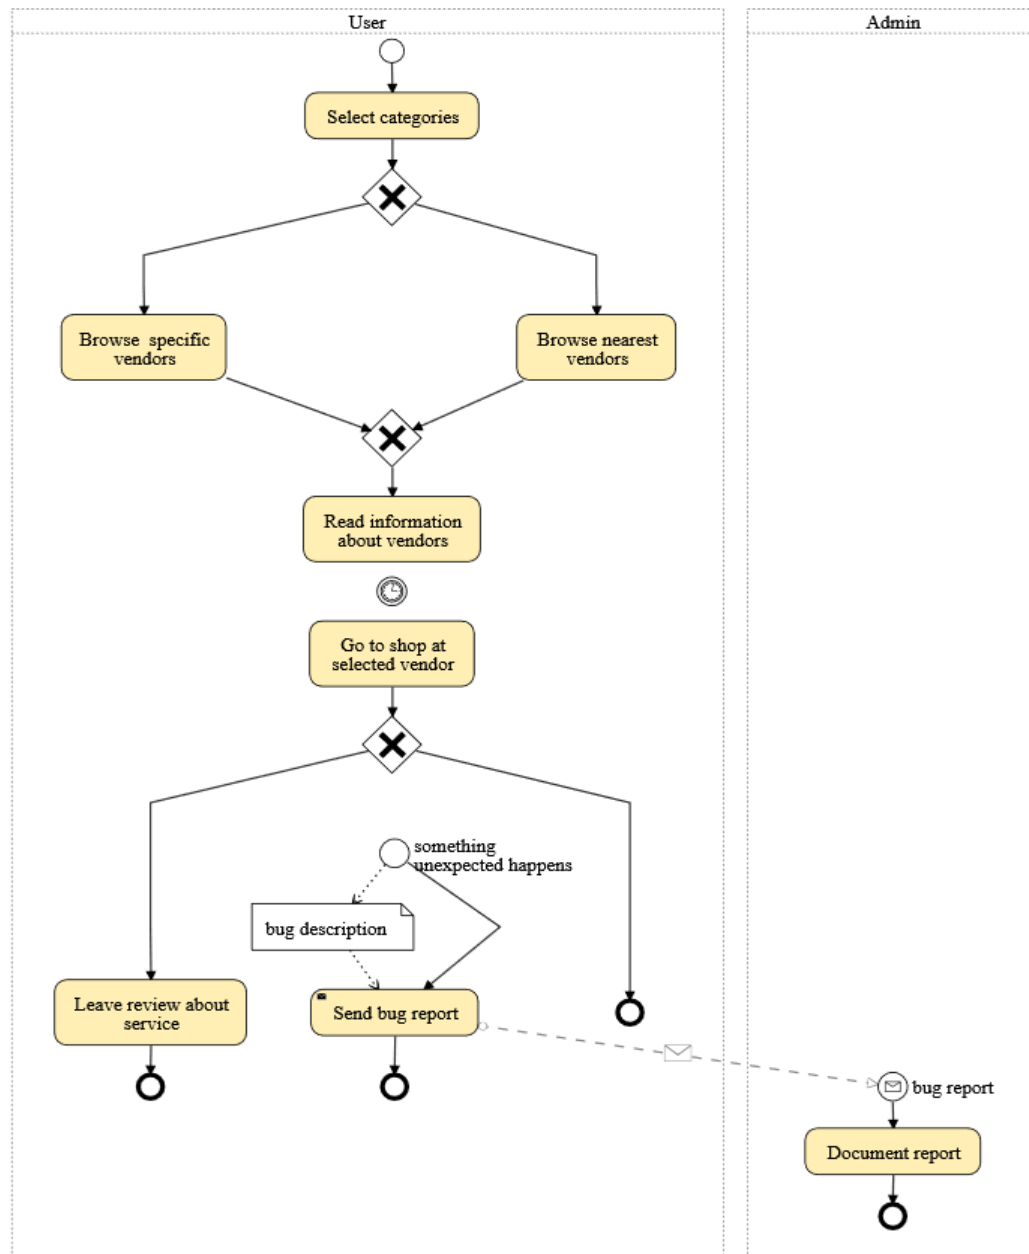 User
Admin
Select categories
Browse specific
vendors
Browse nearest
vendors
Read information
about vendors
Go to shop at
selected vendor
something
unexpected happens
bug description
Leave review about
service
Send bug report
bug report
Document report